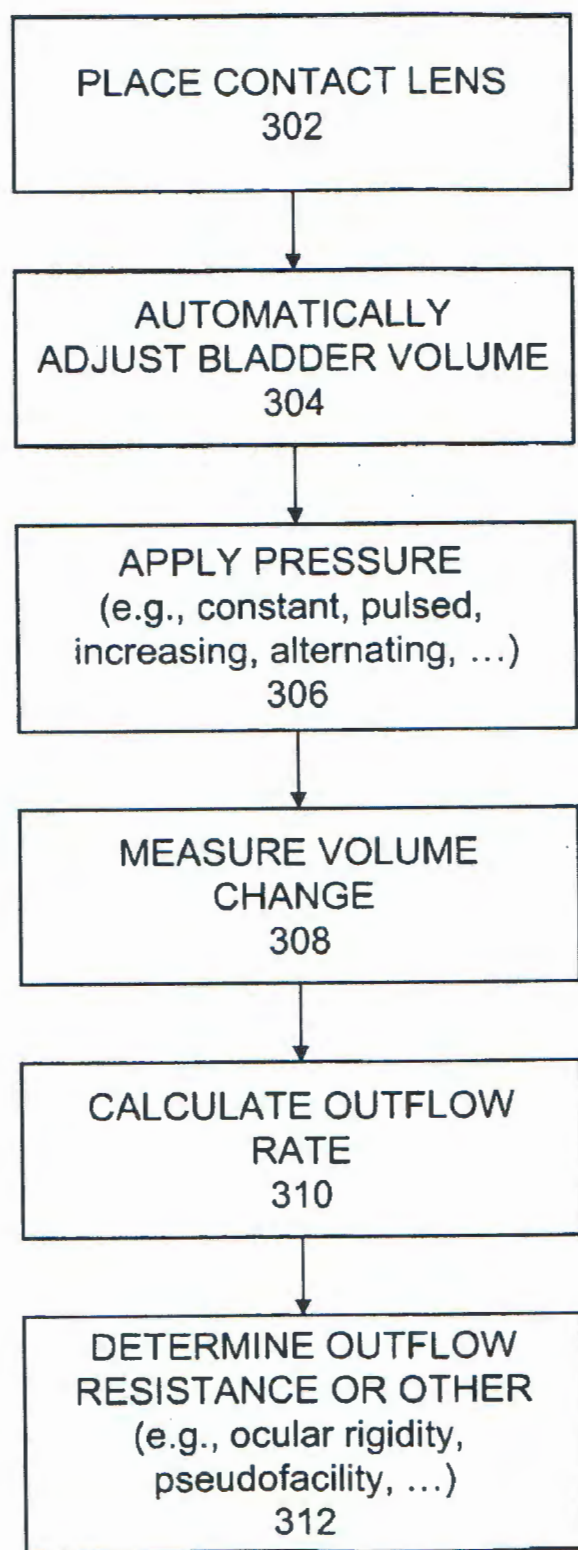 PLACE CONTACT LENS
302
AUTOMATICALLY
ADJUST BLADDER VOLUME
304
APPLY PRESSURE
(e.g., constant, pulsed,
increasing, alternating, ...)
306
MEASURE VOLUME
CHANGE
308
CALCULATE OUTFLOW
RATE
310
DETERMINE OUTFLOW
RESISTANCE OR OTHER
(e.g., ocular rigidity,
pseudofacility, ...)
312